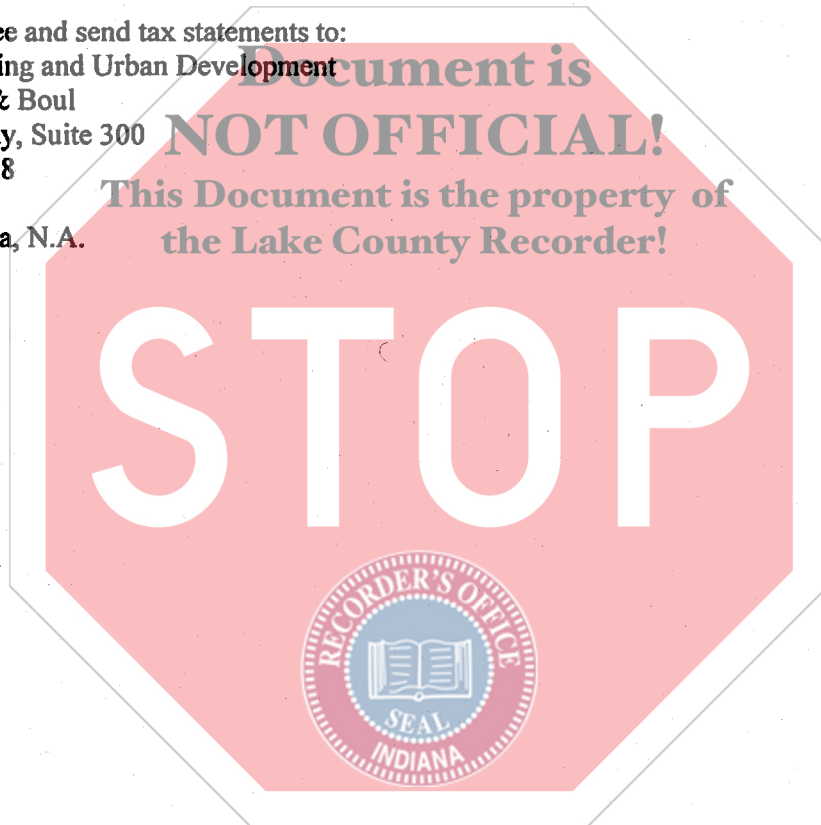 ee and send tax statements to:
ing and Urban Development
& Boul
y, Suite 300
8
a, N.A.
Document is
NOT OFFICIAL!
This Document is the property of
the Lake County Recorder!
STOP
RECORDER'S OFFICE
SEAL
INDIANA